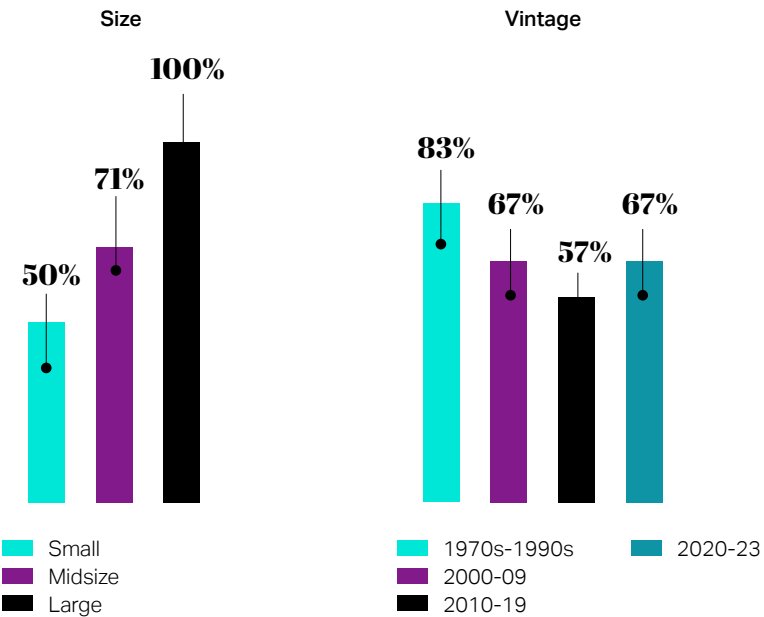 Size
100%
71%
50%
Small
Midsize
Large
Vintage
83%
67%
57%
67%
1970s-1990s
2000-09
2010-19
2020-23